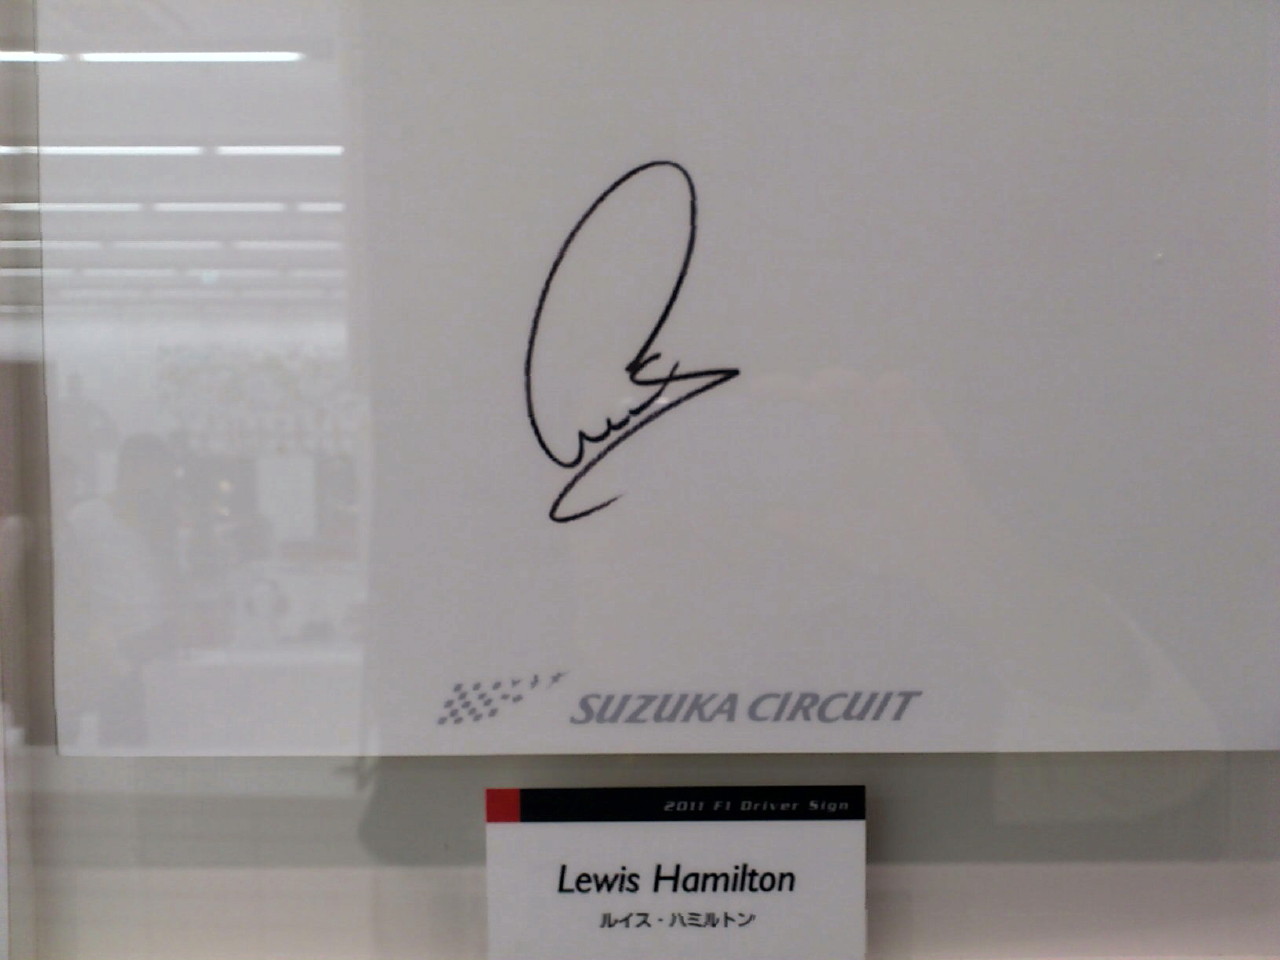 SUZUKA CIRCUIT
2011 F1 Driver Sign
Lewis Hamilton
ルイス・ハミルトン